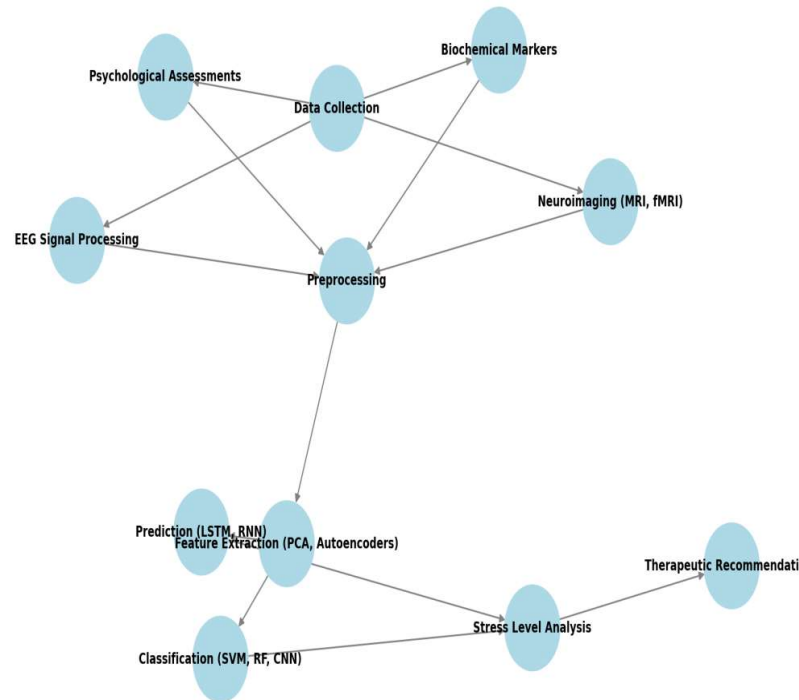 Biochemical Markers
Psychological Assessments
Data Collection
Neuroimaging (MRI, fMRI)
EEG Signal Processing
Preprocessing
Prediction (LSTM, RNN)
Feature Extraction (PCA, Autoencoders)
Therapeutic Recommendati
Stress Level Analysis
Classification (SVM, RF, CNN)